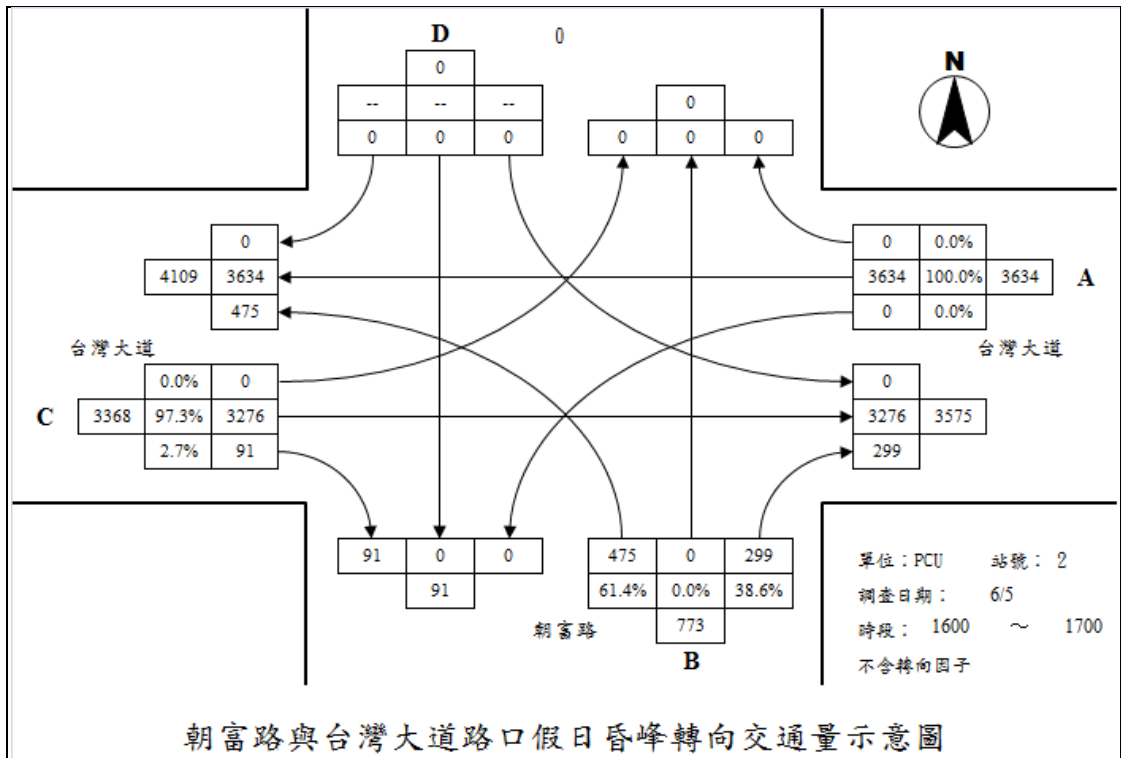 D 0
0
N
-- -- --
0
0 0 0
0 0 0
0
0 0.0%
4109 3634
3634 100.0% 3634 A
475
0 0.0%
台灣大道
台灣大道
0.0% 0
0
C 3368 97.3% 3276
3276 3575
2.7% 91
299
91 0 0
475 0 299
單位：PCU 站號： 2
91
61.4% 0.0% 38.6%
調查日期： 6/5
朝富路
773
時段： 1600 ～ 1700
B
不含轉向因子
朝富路與台灣大道路口假日昏峰轉向交通量示意圖